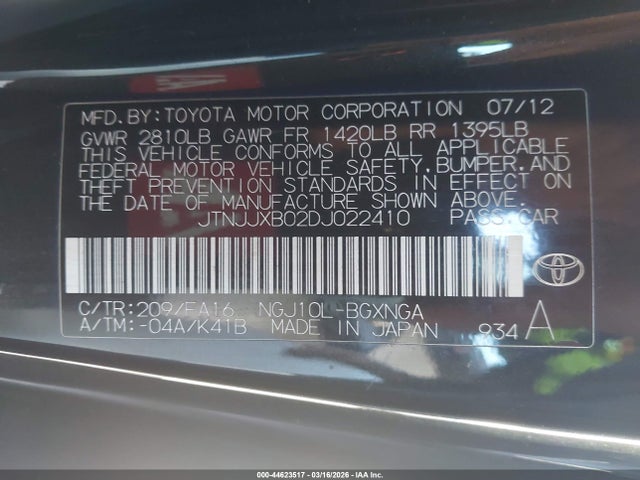 MFD. BY: TOYOTA MOTOR CORPORATION 07/12
GVWR 2810LB GAWR FR 1420LB RR 1395LB
THIS VEHICLE CONFORMS TO ALL APPLICABLE
FEDERAL MOTOR VEHICLE SAFETY, BUMPER, AND
THEFT PREVENTION STANDARDS IN EFFECT ON
THE DATE OF MANUFACTURE SHOWN ABOVE.
JTNJJXB02DJ022410 PASS. CAR
C/TR: 209/FA16 NGJ10L-BGXNGA
A/TM: -04A/K41B MADE IN JAPAN 934 A
000-44623517 - 03/16/2026 - IAA Inc.